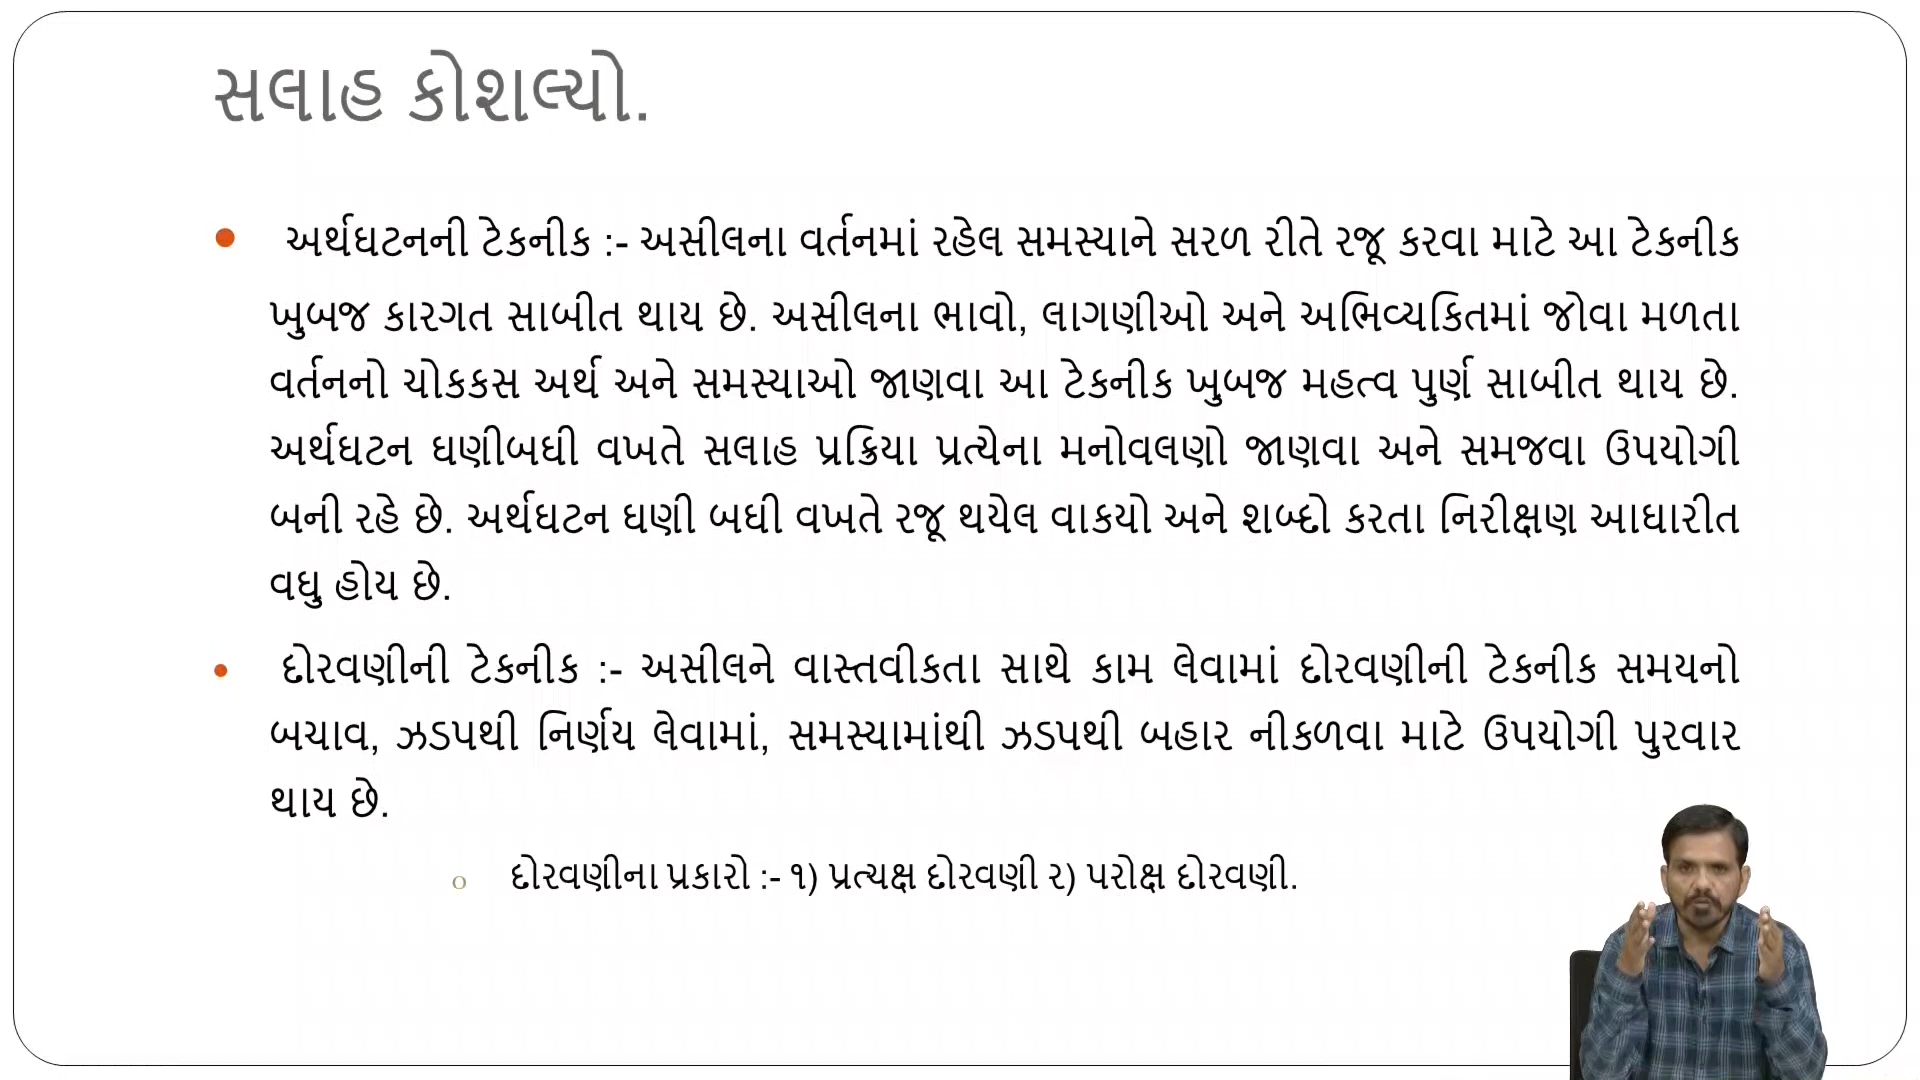 સલાહ કોશલ્યો.
અર્થઘટનની ટેકનીક :- અસીલના વર્તનમાં રહેલ સમસ્યાને સરળ રીતે રજૂ કરવા માટે આ ટેકનીક
ખુબજ કારગત સાબીત થાય છે. અસીલના ભાવો, લાગણીઓ અને અભિવ્યકિતમાં જોવા મળતા
વર્તનનો ચોકકસ અર્થ અને સમસ્યાઓ જાણવા આ ટેકનીક ખુબજ મહત્વ પુર્ણ સાબીત થાય છે.
અર્થઘટન ઘણીબધી વખતે સલાહ પ્રક્રિયા પ્રત્યેના મનોવલણો જાણવા અને સમજવા ઉપયોગી
બની રહે છે. અર્થઘટન ઘણી બધી વખતે રજૂ થયેલ વાકયો અને શબ્દો કરતા નિરીક્ષણ આધારીત
વધુ હોય છે.
દોરવણીની ટેકનીક :- અસીલને વાસ્તવીકતા સાથે કામ લેવામાં દોરવણીની ટેકનીક સમયનો
બચાવ, ઝડપથી નિર્ણય લેવામાં, સમસ્યામાંથી ઝડપથી બહાર નીકળવા માટે ઉપયોગી પુરવાર
થાય છે.
દોરવણીના પ્રકારો :- ૧) પ્રત્યક્ષ દોરવણી ર) પરોક્ષ દોરવણી.